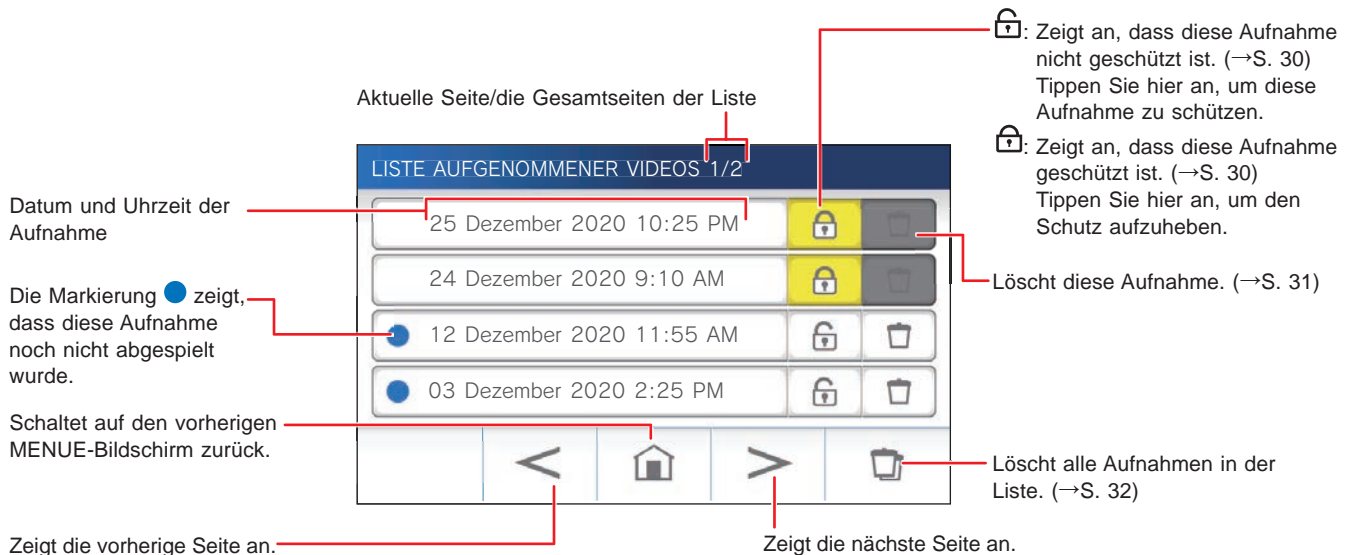 Aktuelle Seite/die Gesamtseiten der Liste
LISTE AUFGENOMMENER VIDEOS 1/2
25 Dezember 2020 10:25 PM
24 Dezember 2020 9:10 AM
12 Dezember 2020 11:55 AM
03 Dezember 2020 2:25 PM
Datum und Uhrzeit der
Aufnahme
Die Markierung ● zeigt,
dass diese Aufnahme
noch nicht abgespielt
wurde.
Schaltet auf den vorherigen
MENUE-Bildschirm zurück.
Zeigt die vorherige Seite an.
Zeigt die nächste Seite an.
: Zeigt an, dass diese Aufnahme
nicht geschützt ist. (→S. 30)
Tippen Sie hier an, um diese
Aufnahme zu schützen.
: Zeigt an, dass diese Aufnahme
geschützt ist. (→S. 30)
Tippen Sie hier an, um den
Schutz aufzuheben.
Löscht diese Aufnahme. (→S. 31)
Löscht alle Aufnahmen in der
Liste. (→S. 32)